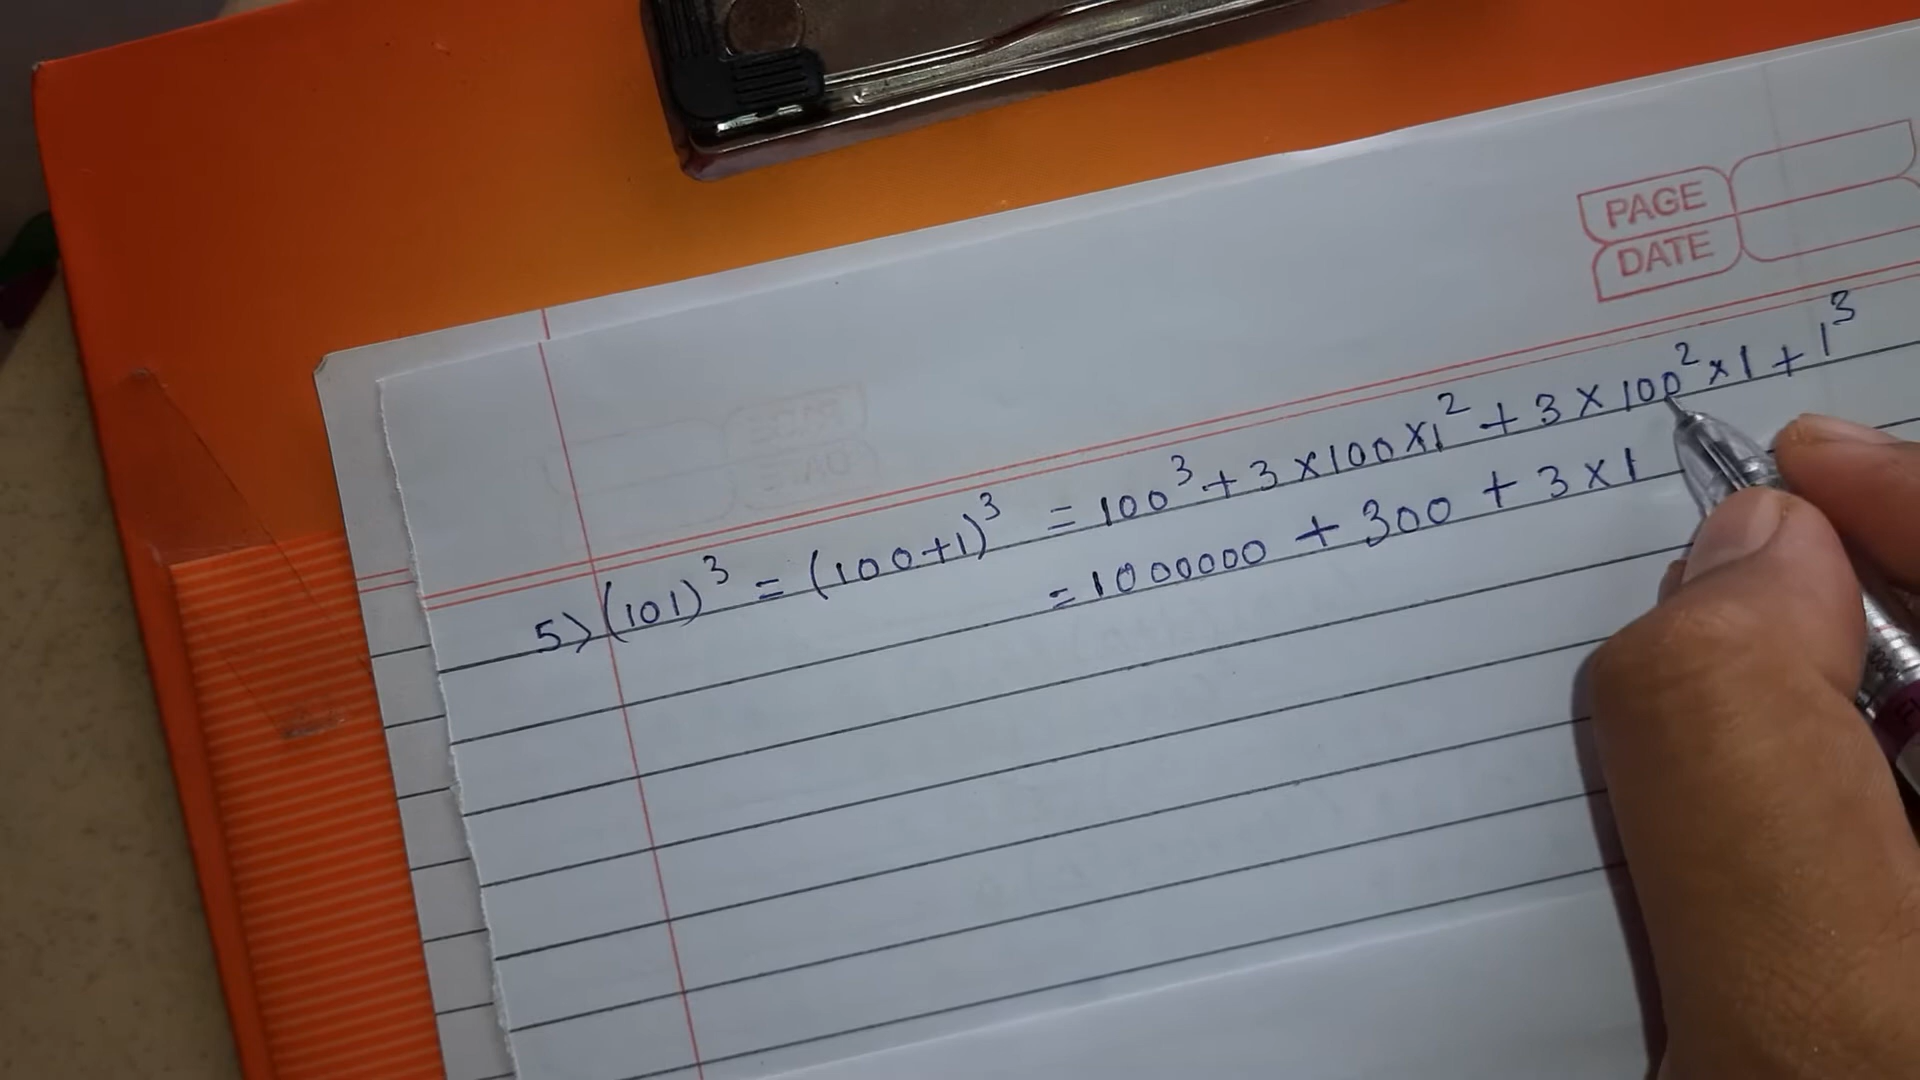 PAGE
DATE
5) (101)³ = (100+1)³ = 100³ + 3×100×1² + 3×100²×1 + 1³
= 1000000 + 300 + 3×1